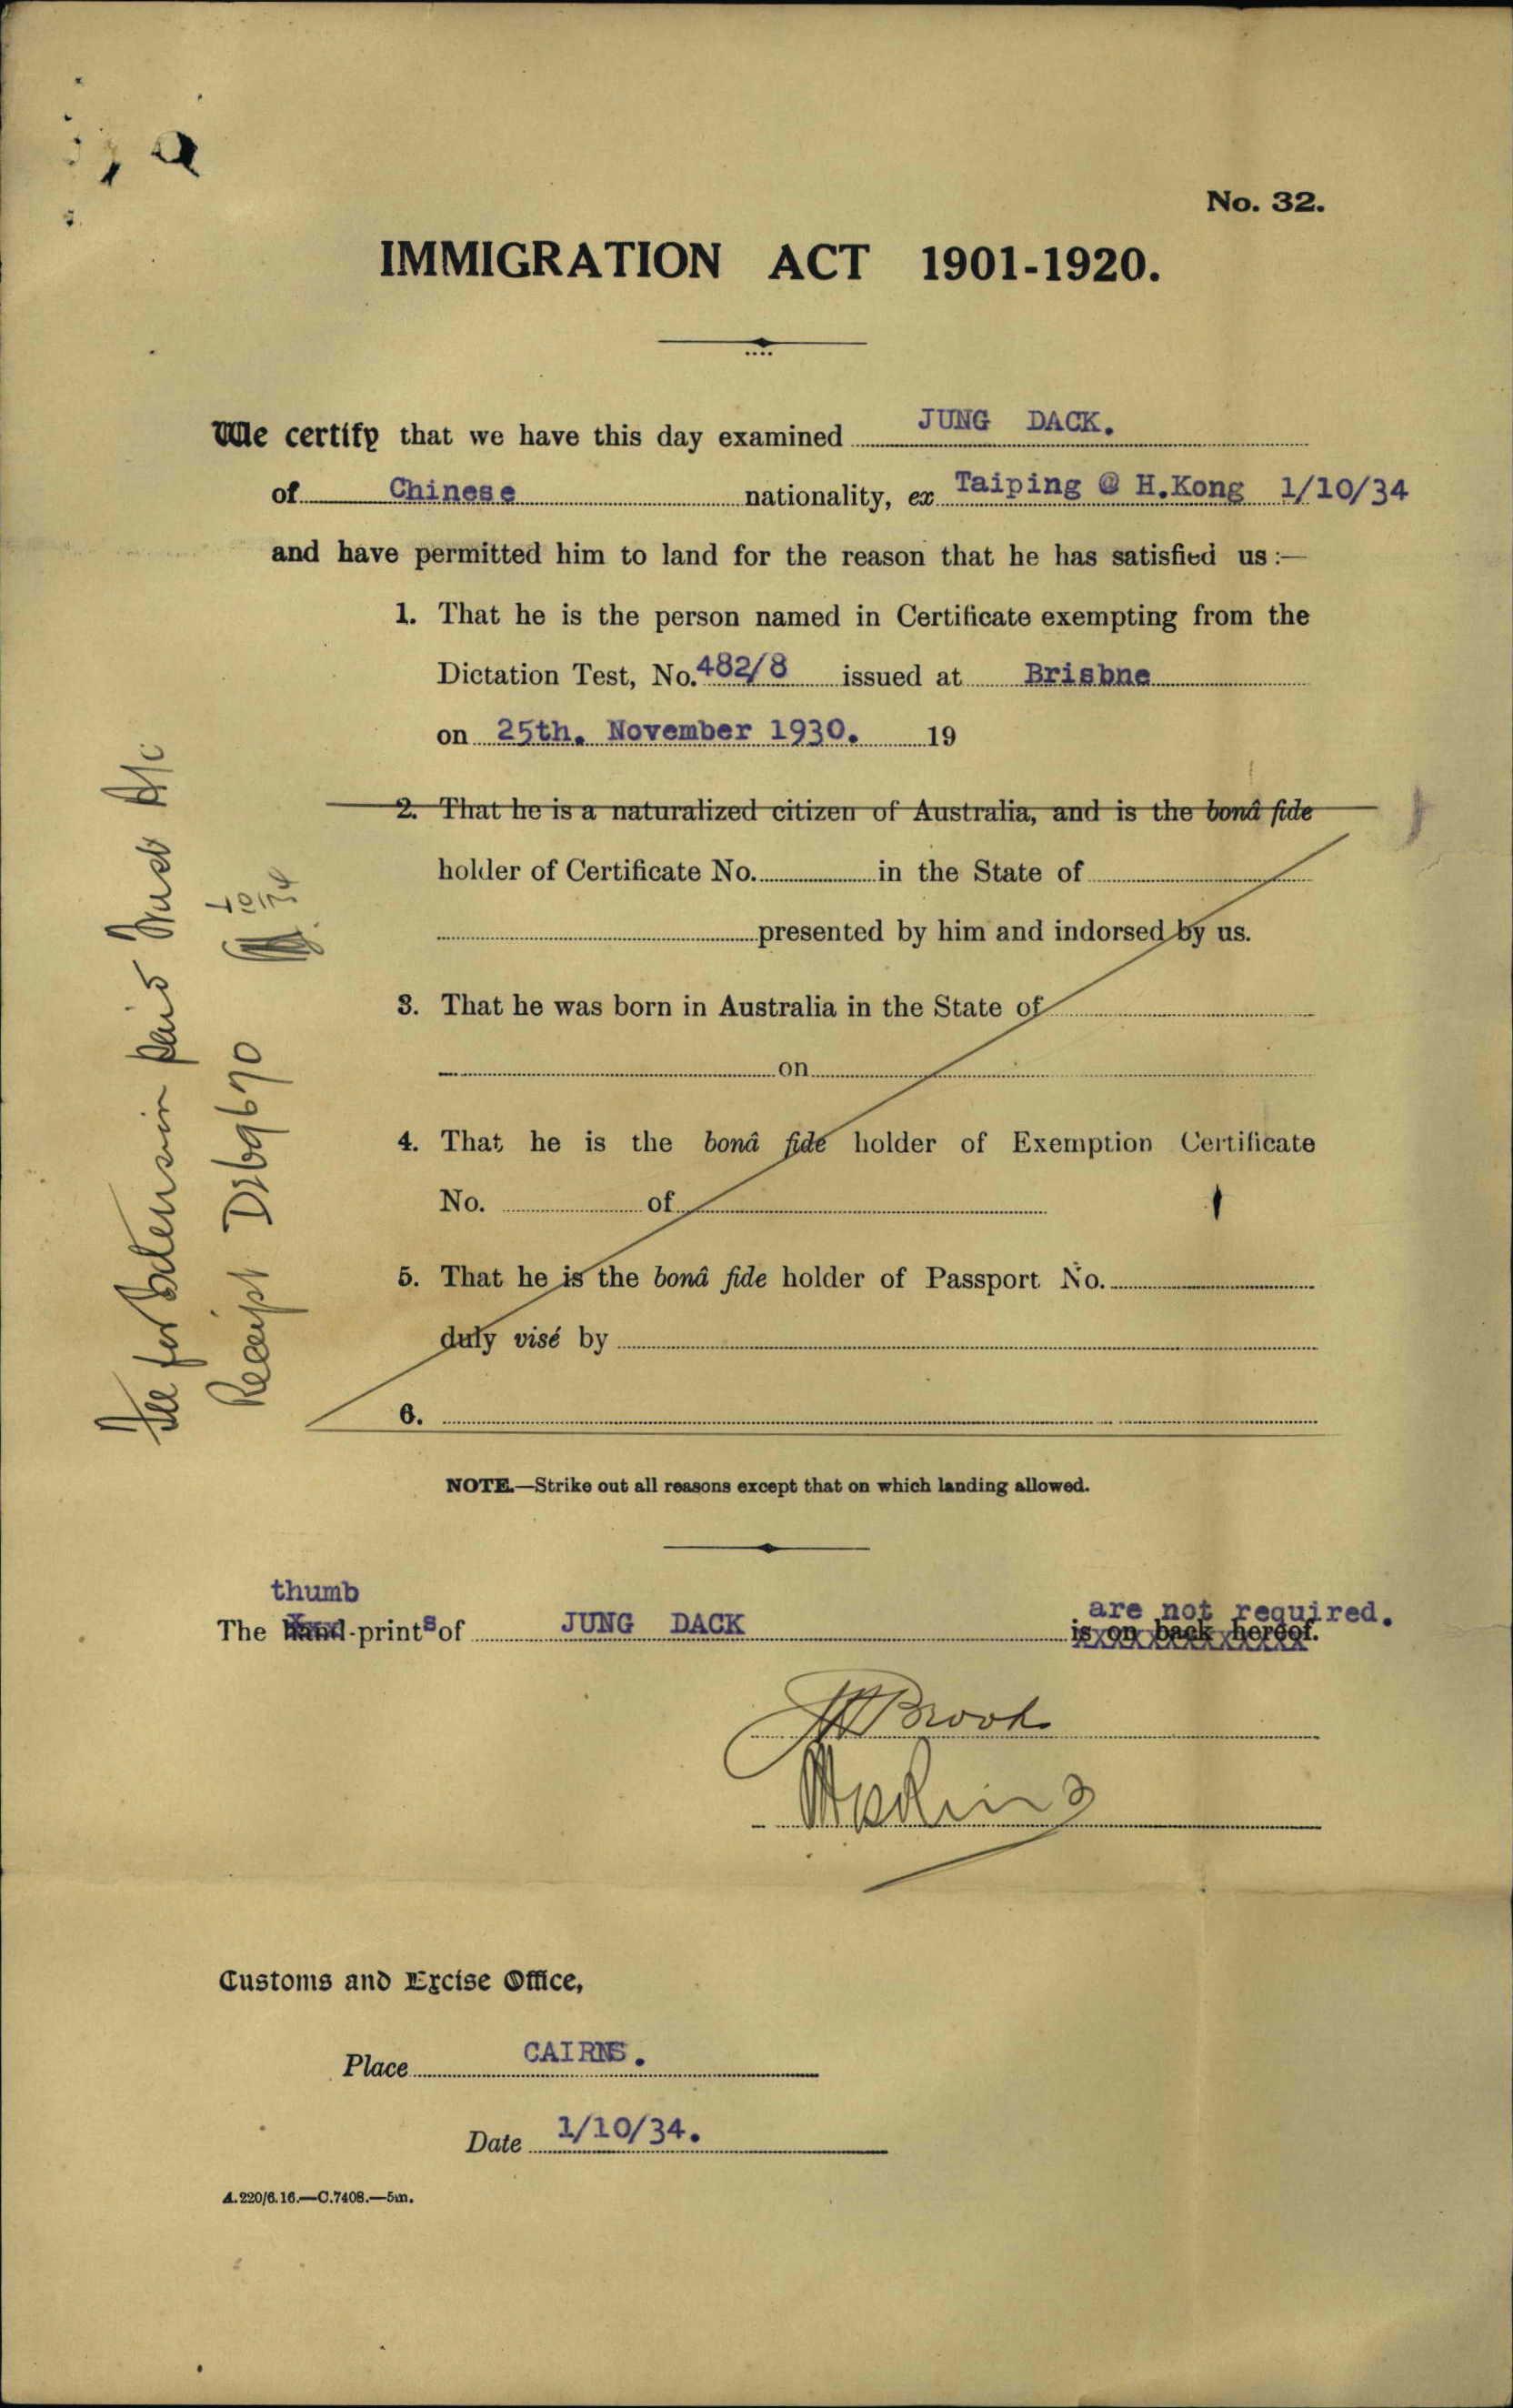 No. 32.
IMMIGRATION ACT 1901-1920.
We certify that we have this day examined JUNG DACK.
of Chinese nationality, ex Taiping @ H.Kong 1/10/34
and have permitted him to land for the reason that he has satisfied us :—
1. That he is the person named in Certificate exempting from the
Dictation Test, No. 482/8 issued at Brisbne
on 25th. November 1930. 19
2. That he is a naturalized citizen of Australia, and is the bonâ fide
holder of Certificate No. in the State of
presented by him and indorsed by us.
3. That he was born in Australia in the State of
on
4. That he is the bonâ fide holder of Exemption Certificate
No. of
5. That he is the bonâ fide holder of Passport No.
duly visé by
6.
NOTE.—Strike out all reasons except that on which landing allowed.
thumb
The hand-prints of JUNG DACK are not required.
is on back hereof.
Brook
Customs and Excise Office,
Place CAIRNS.
Date 1/10/34.
A.220/6.16.—C.7408.—5m.
Fee for Extension paid Trust A/c
Receipt D269670